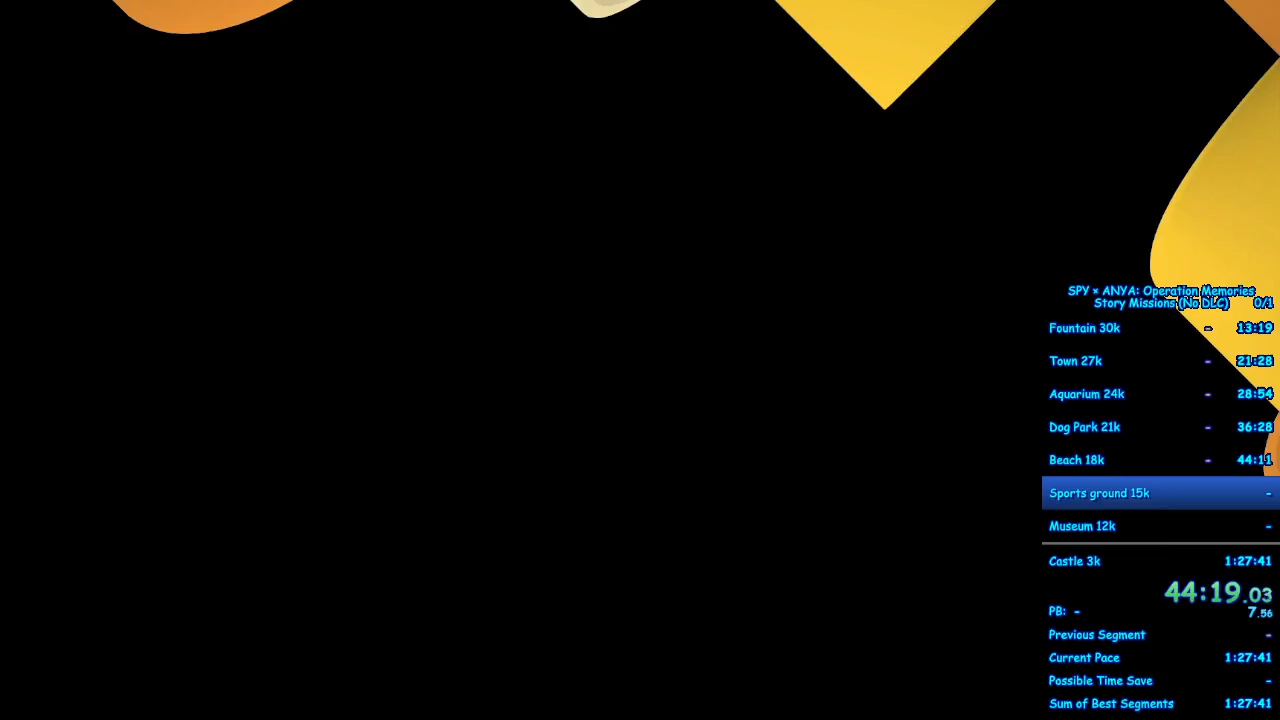 SPY × ANYA: Operation Memories
Story Missions (No DLC) 0/1
Fountain 30k - 13:19
Town 27k - 21:28
Aquarium 24k - 28:54
Dog Park 21k - 36:28
Beach 18k - 44:11
Sports ground 15k -
Museum 12k -
Castle 3k 1:27:41
44:19.03
PB: - 7.56
Previous Segment -
Current Pace 1:27:41
Possible Time Save -
Sum of Best Segments 1:27:41